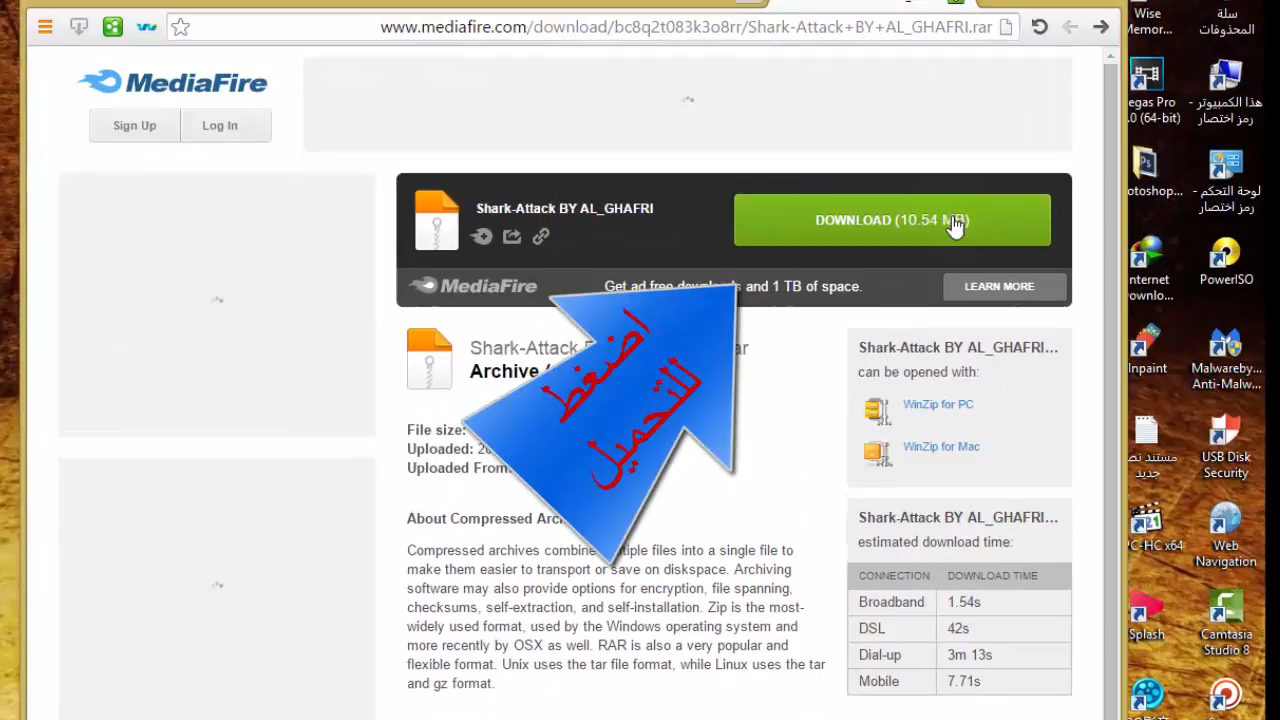 Wise
Memor...
سلة
المحذوفات
www.mediafire.com/download/bc8q2t083k3o8rr/Shark-Attack+BY+AL_GHAFRI.rar
MediaFire
Sign Up
Log In
Shark-Attack BY AL_GHAFRI
DOWNLOAD (10.54 MB)
MediaFire
Get ad free downloads and 1 TB of space.
LEARN MORE
Shark-Attack
ar
Archive
اضغط
التحميل
File size:
Uploaded: 2
Uploaded From:
About Compressed Arc
Compressed archives combine multiple files into a single file to
make them easier to transport or save on diskspace. Archiving
software may also provide options for encryption, file spanning,
checksums, self-extraction, and self-installation. Zip is the most-
widely used format, used by the Windows operating system and
more recently by OSX as well. RAR is also a very popular and
flexible format. Unix uses the tar file format, while Linux uses the tar
and gz format.
Shark-Attack BY AL_GHAFRI...
can be opened with:
WinZip for PC
WinZip for Mac
Shark-Attack BY AL_GHAFRI...
estimated download time:
CONNECTION DOWNLOAD TIME
Broadband 1.54s
DSL 42s
Dial-up 3m 13s
Mobile 7.71s
egas Pro
.0 (64-bit)
هذا الكمبيوتر -
رمز اختصار
otoshop...
لوحة التحكم -
رمز اختصار
nternet
ownlo...
PowerISO
Inpaint
Malwareby...
Anti-Malw...
مستند نص
جديد
USB Disk
Security
PC-HC x64
Web
Navigation
Splash
Camtasia
Studio 8